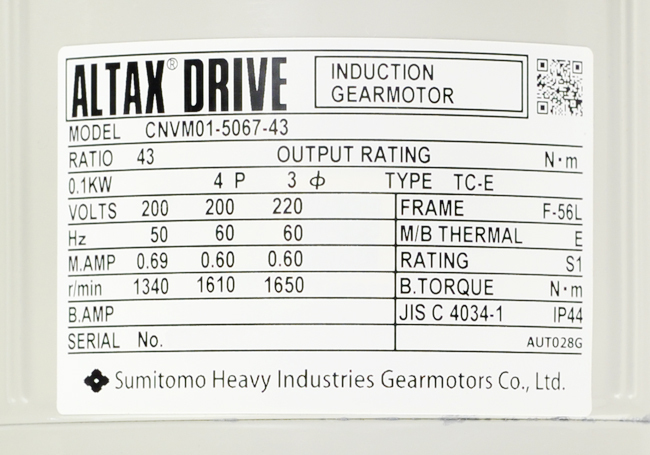 ALTAX® DRIVE INDUCTION GEARMOTOR
MODEL CNVM01-5067-43
RATIO 43 OUTPUT RATING N·m
0.1KW 4 P 3 ϕ TYPE TC-E
VOLTS 200 200 220 FRAME F-56L
Hz 50 60 60 M/B THERMAL E
M.AMP 0.69 0.60 0.60 RATING S1
r/min 1340 1610 1650 B.TORQUE N·m
B.AMP JIS C 4034-1 IP44
SERIAL No. AUT028G
Sumitomo Heavy Industries Gearmotors Co., Ltd.